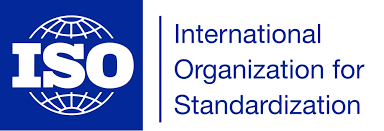 ISO
International
Organization for
Standardization